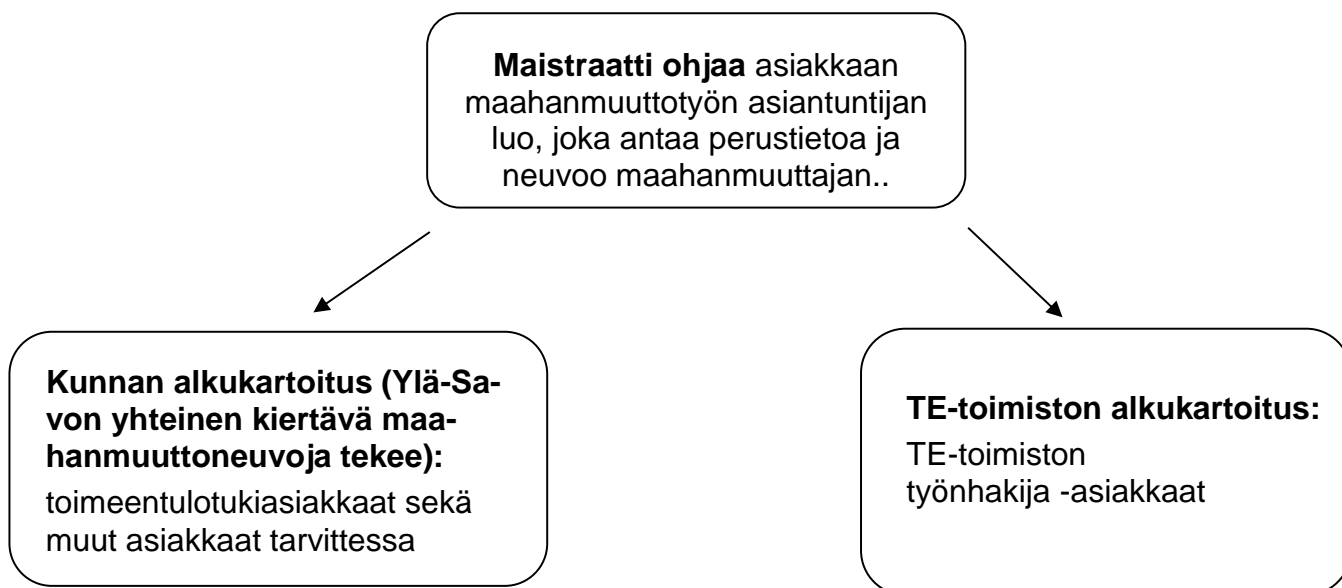 Maistraatti ohjaa asiakkaan
maahanmuuttotyön asiantuntijan
luo, joka antaa perustietoa ja
neuvoo maahanmuuttajan..
Kunnan alkukartoitus (Ylä-Sa-
von yhteinen kiertävä maa-
hanmuuttoneuvoja tekee):
toimeentulotukiasiakkaat sekä
muut asiakkaat tarvittessa
TE-toimiston alkukartoitus:
TE-toimiston
työnhakija -asiakkaat